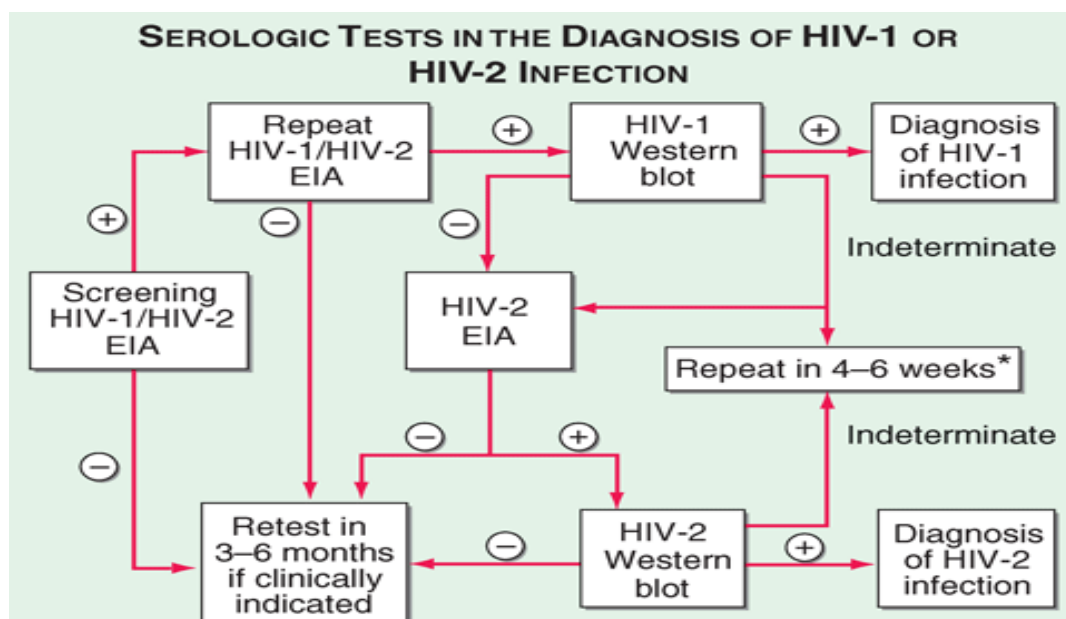 SEROLOGIC TESTS IN THE DIAGNOSIS OF HIV-1 OR
HIV-2 INFECTION
Repeat
HIV-1/HIV-2
EIA
+
HIV-1
Western
blot
+
Diagnosis
of HIV-1
infection
+
−
−
Indeterminate
Screening
HIV-1/HIV-2
EIA
HIV-2
EIA
Repeat in 4–6 weeks*
−
−
+
Indeterminate
Retest in
3–6 months
if clinically
indicated
−
HIV-2
Western
blot
+
Diagnosis
of HIV-2
infection